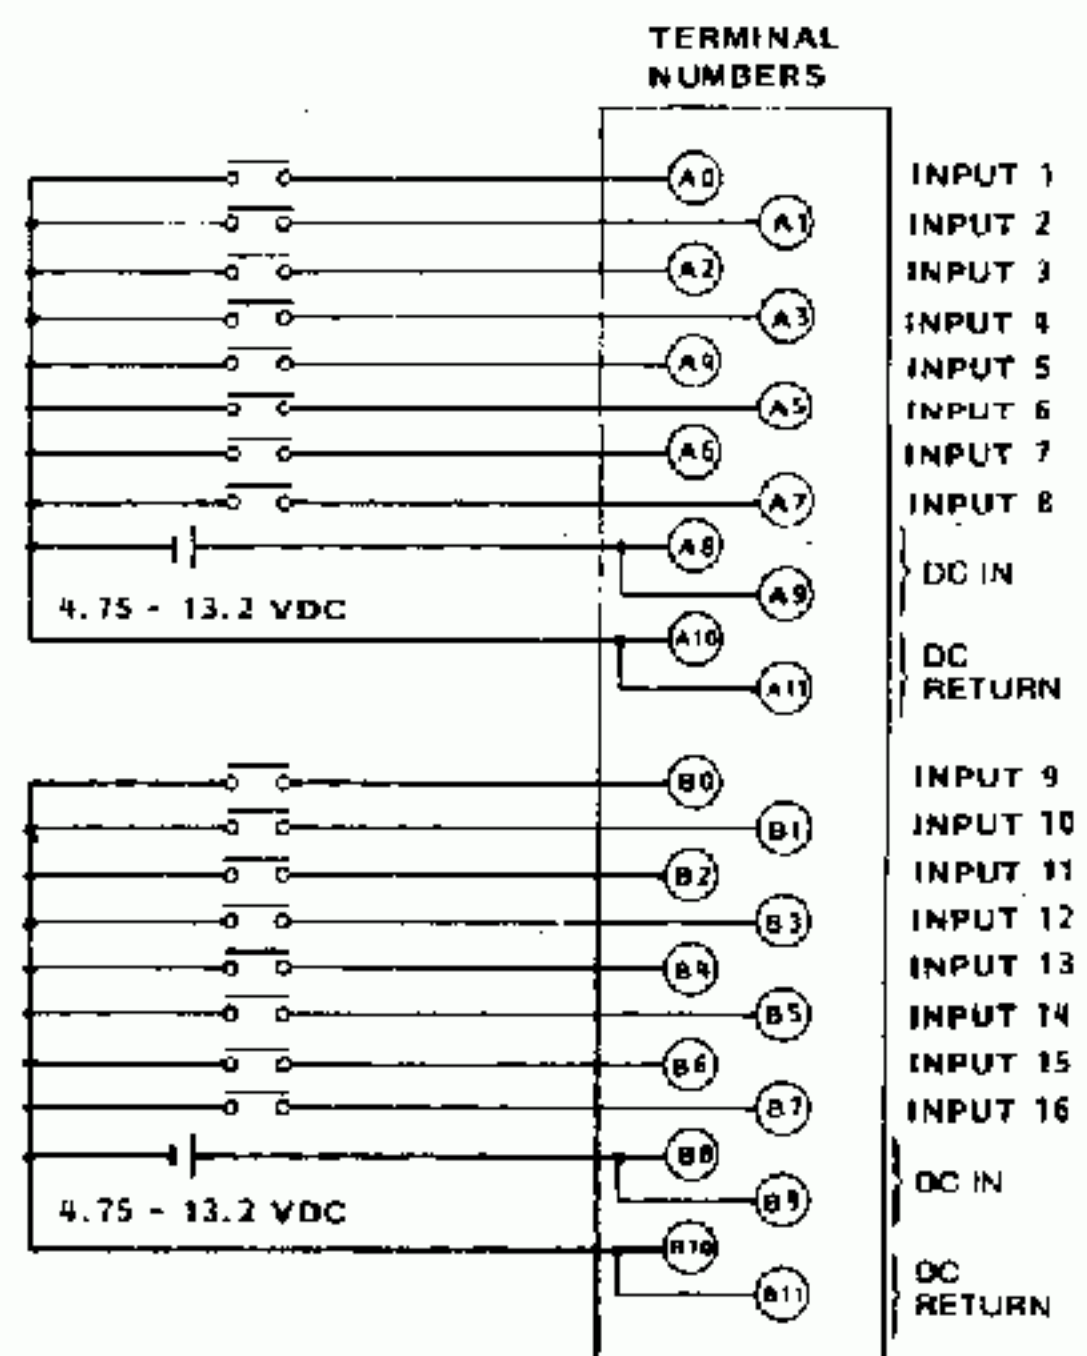 TERMINAL
NUMBERS
A0 INPUT 1
A1 INPUT 2
A2 INPUT 3
A3 INPUT 4
A4 INPUT 5
A5 INPUT 6
A6 INPUT 7
A7 INPUT 8
A8
DC IN
A9
4.75 - 13.2 VDC
A10
DC
RETURN
A11
B0 INPUT 9
B1 INPUT 10
B2 INPUT 11
B3 INPUT 12
B4 INPUT 13
B5 INPUT 14
B6 INPUT 15
B7 INPUT 16
B8
DC IN
B9
4.75 - 13.2 VDC
B10
DC
RETURN
B11